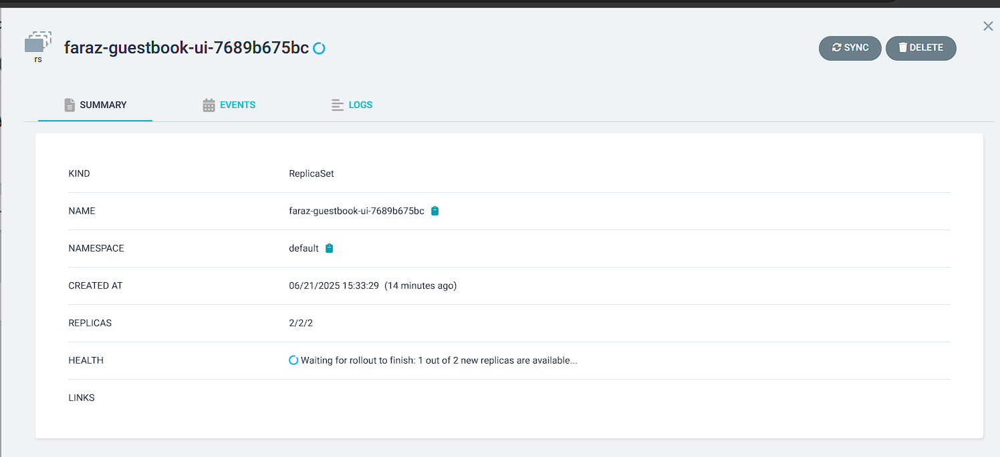 faraz-guestbook-ui-7689b675bc
rs
SYNC
DELETE
SUMMARY
EVENTS
LOGS
KIND ReplicaSet
NAME faraz-guestbook-ui-7689b675bc
NAMESPACE default
CREATED AT 06/21/2025 15:33:29 (14 minutes ago)
REPLICAS 2/2/2
HEALTH Waiting for rollout to finish: 1 out of 2 new replicas are available...
LINKS